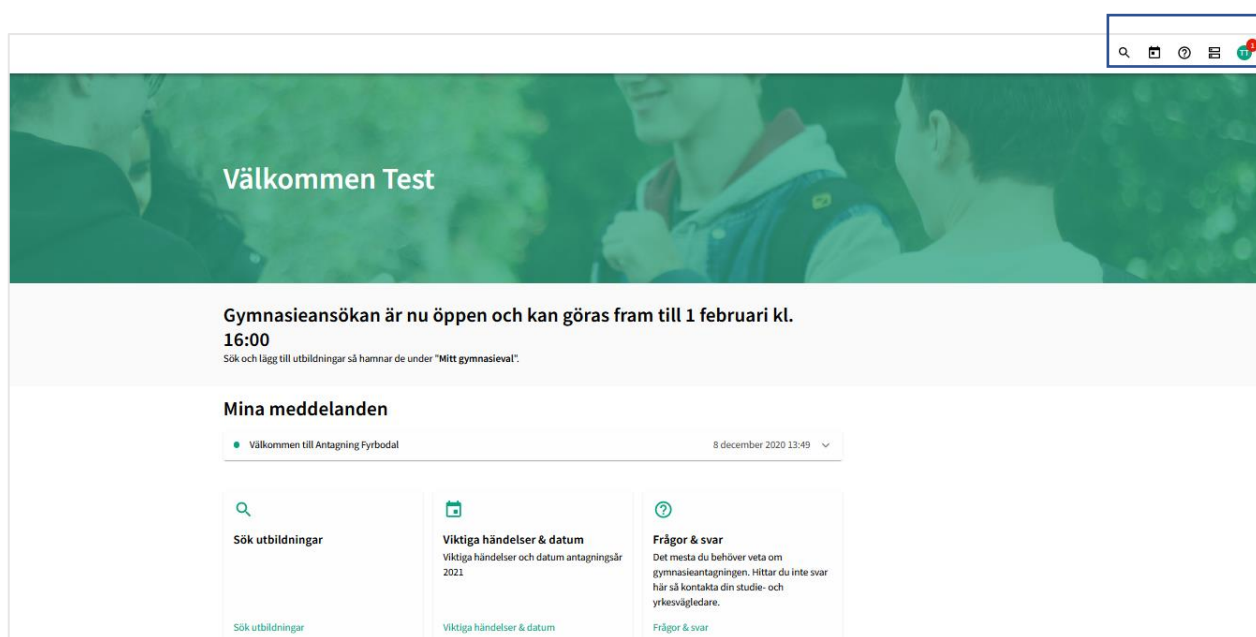 TT 1
Välkommen Test
Gymnasieansökan är nu öppen och kan göras fram till 1 februari kl.
16:00
Sök och lägg till utbildningar så hamnar de under "Mitt gymnasieval".
Mina meddelanden
Välkommen till Antagning Fyrbodal 8 december 2020 13:49
Sök utbildningar
Sök utbildningar
Viktiga händelser & datum
Viktiga händelser och datum antagningsår
2021
Viktiga händelser & datum
Frågor & svar
Det mesta du behöver veta om
gymnasieantagningen. Hittar du inte svar
här så kontakta din studie- och
yrkesvägledare.
Frågor & svar